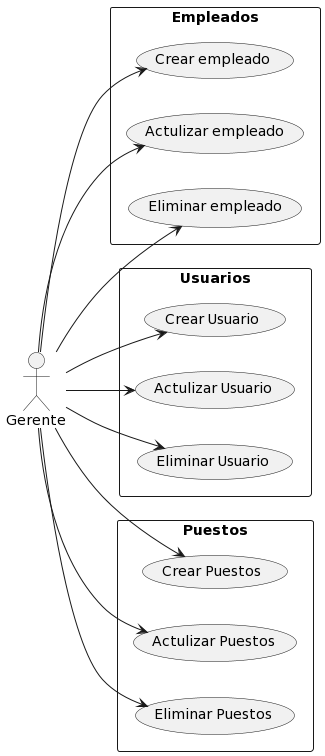 Empleados
Crear empleado
Actulizar empleado
Eliminar empleado
Usuarios
Crear Usuario
Actulizar Usuario
Gerente
Eliminar Usuario
Puestos
Crear Puestos
Actulizar Puestos
Eliminar Puestos